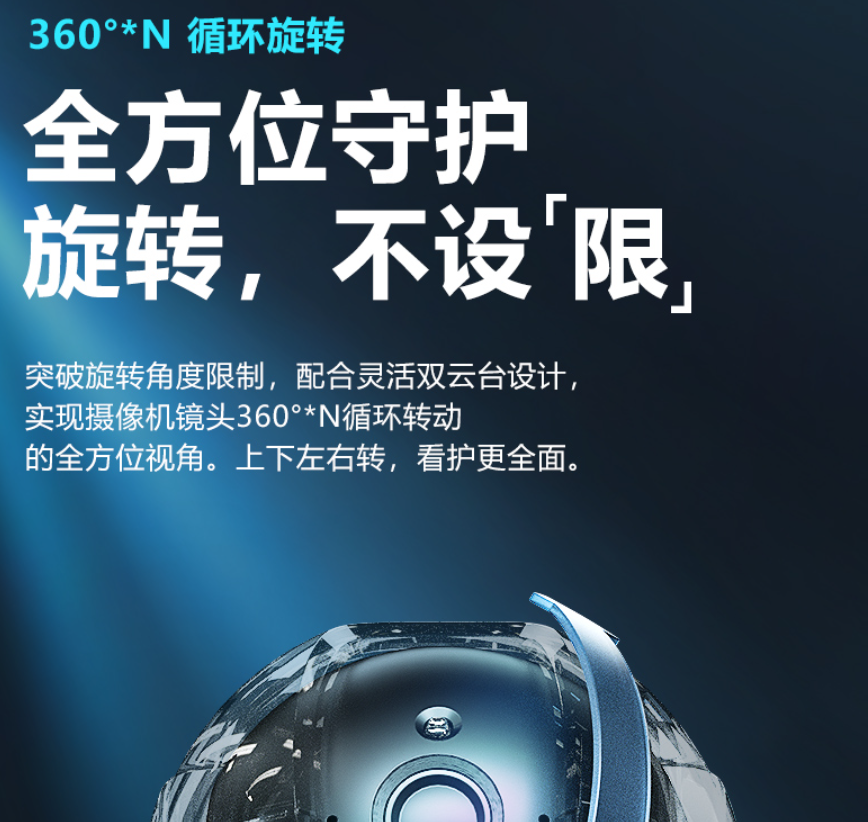 360°*N 循环旋转
全方位守护
旋转，不设「限」
突破旋转角度限制，配合灵活双云台设计，
实现摄像机镜头360°*N循环转动
的全方位视角。上下左右转，看护更全面。